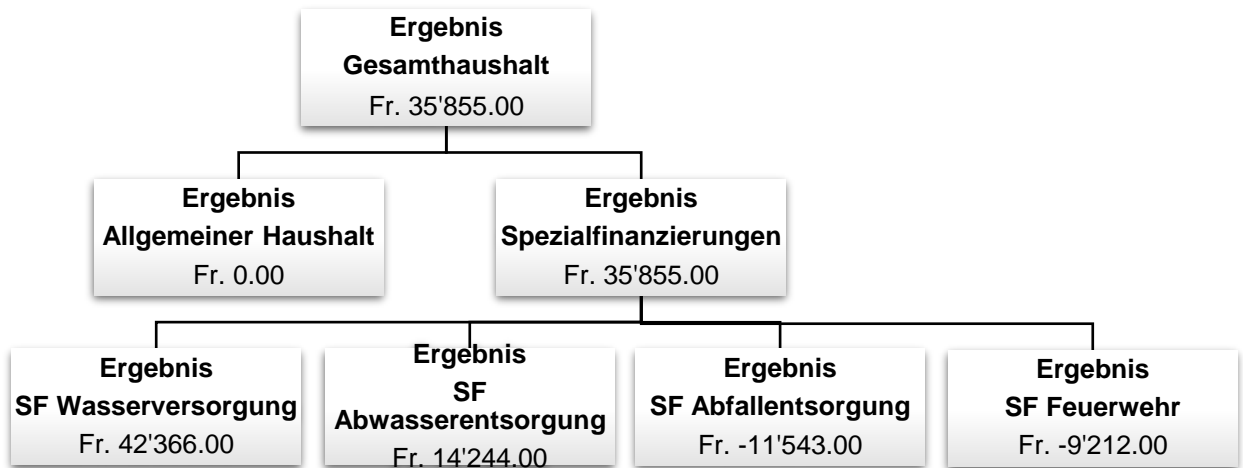 Ergebnis
Gesamthaushalt
Fr. 35'855.00
Ergebnis
Allgemeiner Haushalt
Fr. 0.00
Ergebnis
Spezialfinanzierungen
Fr. 35'855.00
Ergebnis
SF Wasserversorgung
Fr. 42'366.00
Ergebnis
SF
Abwasserentsorgung
Fr. 14'244.00
Ergebnis
SF Abfallentsorgung
Fr. -11'543.00
Ergebnis
SF Feuerwehr
Fr. -9'212.00